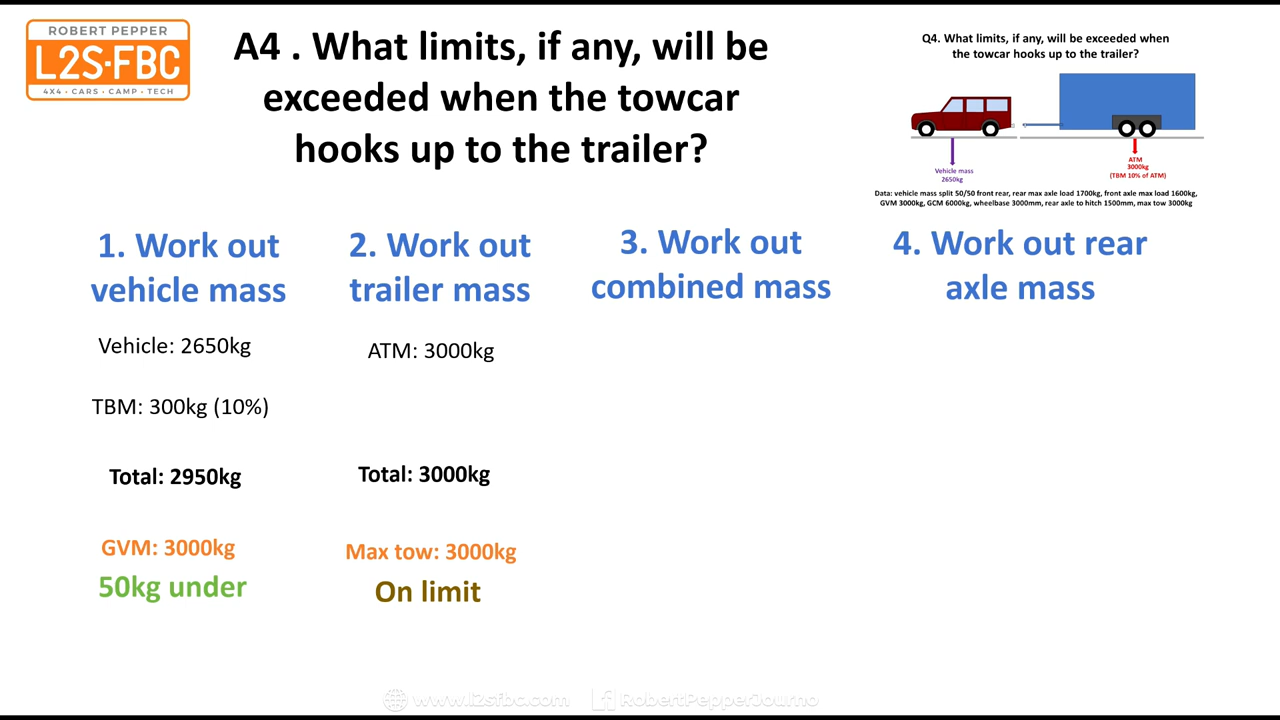 ROBERT PEPPER
L2S·FBC
4X4 • CARS • CAMP • TECH
A4 . What limits, if any, will be
exceeded when the towcar
hooks up to the trailer?
Q4. What limits, if any, will be exceeded when
the towcar hooks up to the trailer?
Vehicle mass
2650kg
ATM
3000kg
(TBM 10% of ATM)
Data: vehicle mass split 50/50 front rear, rear max axle load 1700kg, front axle max load 1600kg,
GVM 3000kg, GCM 6000kg, wheelbase 3000mm, rear axle to hitch 1500mm, max tow 3000kg
1. Work out
vehicle mass
Vehicle: 2650kg
TBM: 300kg (10%)
Total: 2950kg
GVM: 3000kg
50kg under
2. Work out
trailer mass
ATM: 3000kg
Total: 3000kg
Max tow: 3000kg
On limit
3. Work out
combined mass
4. Work out rear
axle mass
www.l2sfbc.com
RobertPepperJourno